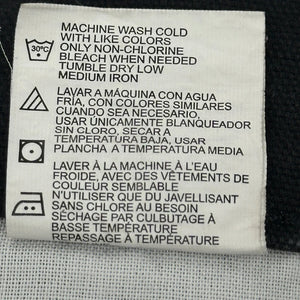 MACHINE WASH COLD
WITH LIKE COLORS
30°C
ONLY NON-CHLORINE
BLEACH WHEN NEEDED
TUMBLE DRY LOW
MEDIUM IRON
LAVAR A MÁQUINA CON AGUA
FRÍA, CON COLORES SIMILARES
CUANDO SEA NECESARIO,
USAR ÚNICAMENTE BLANQUEADOR
SIN CLORO, SECAR A
TEMPERATURA BAJA, USAR
PLANCHA A TEMPERATURA MEDIA
LAVER À LA MACHINE À L'EAU
FROIDE, AVEC DES VÊTEMENTS DE
COULEUR SEMBLABLE
N'UTILISER QUE DU JAVELLISANT
SANS CHLORE AU BESOIN
SÉCHAGE PAR CULBUTAGE À
BASSE TEMPÉRATURE
REPASSAGE À TEMPÉRATURE